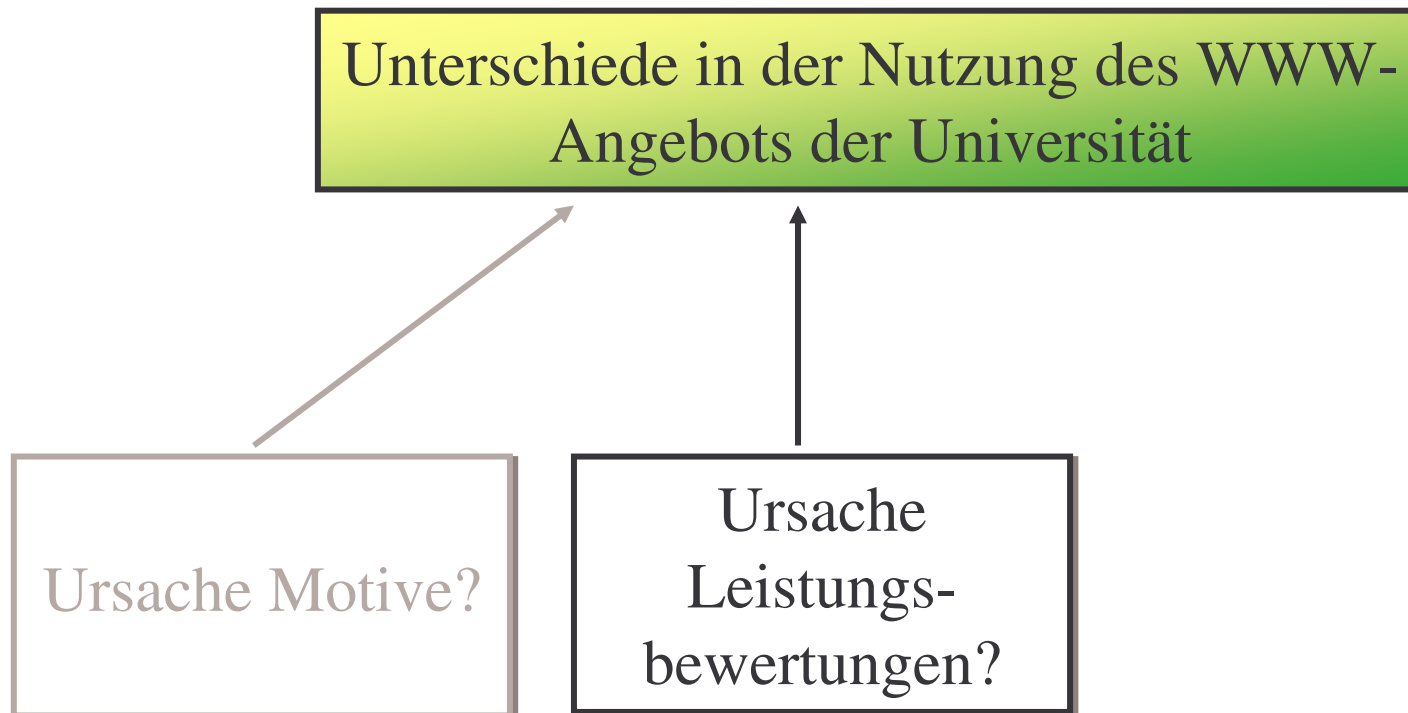 Unterschiede in der Nutzung des WWW-
Angebots der Universität
Ursache Motive?
Ursache
Leistungs-
bewertungen?